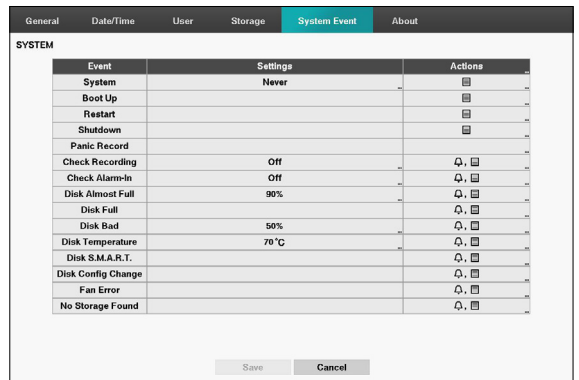 General Date/Time User Storage System Event About
SYSTEM
Event Settings Actions
System Never
Boot Up
Restart
Shutdown
Panic Record
Check Recording Off
Check Alarm-In Off
Disk Almost Full 90%
Disk Full
Disk Bad 50%
Disk Temperature 70°C
Disk S.M.A.R.T.
Disk Config Change
Fan Error
No Storage Found
Save Cancel